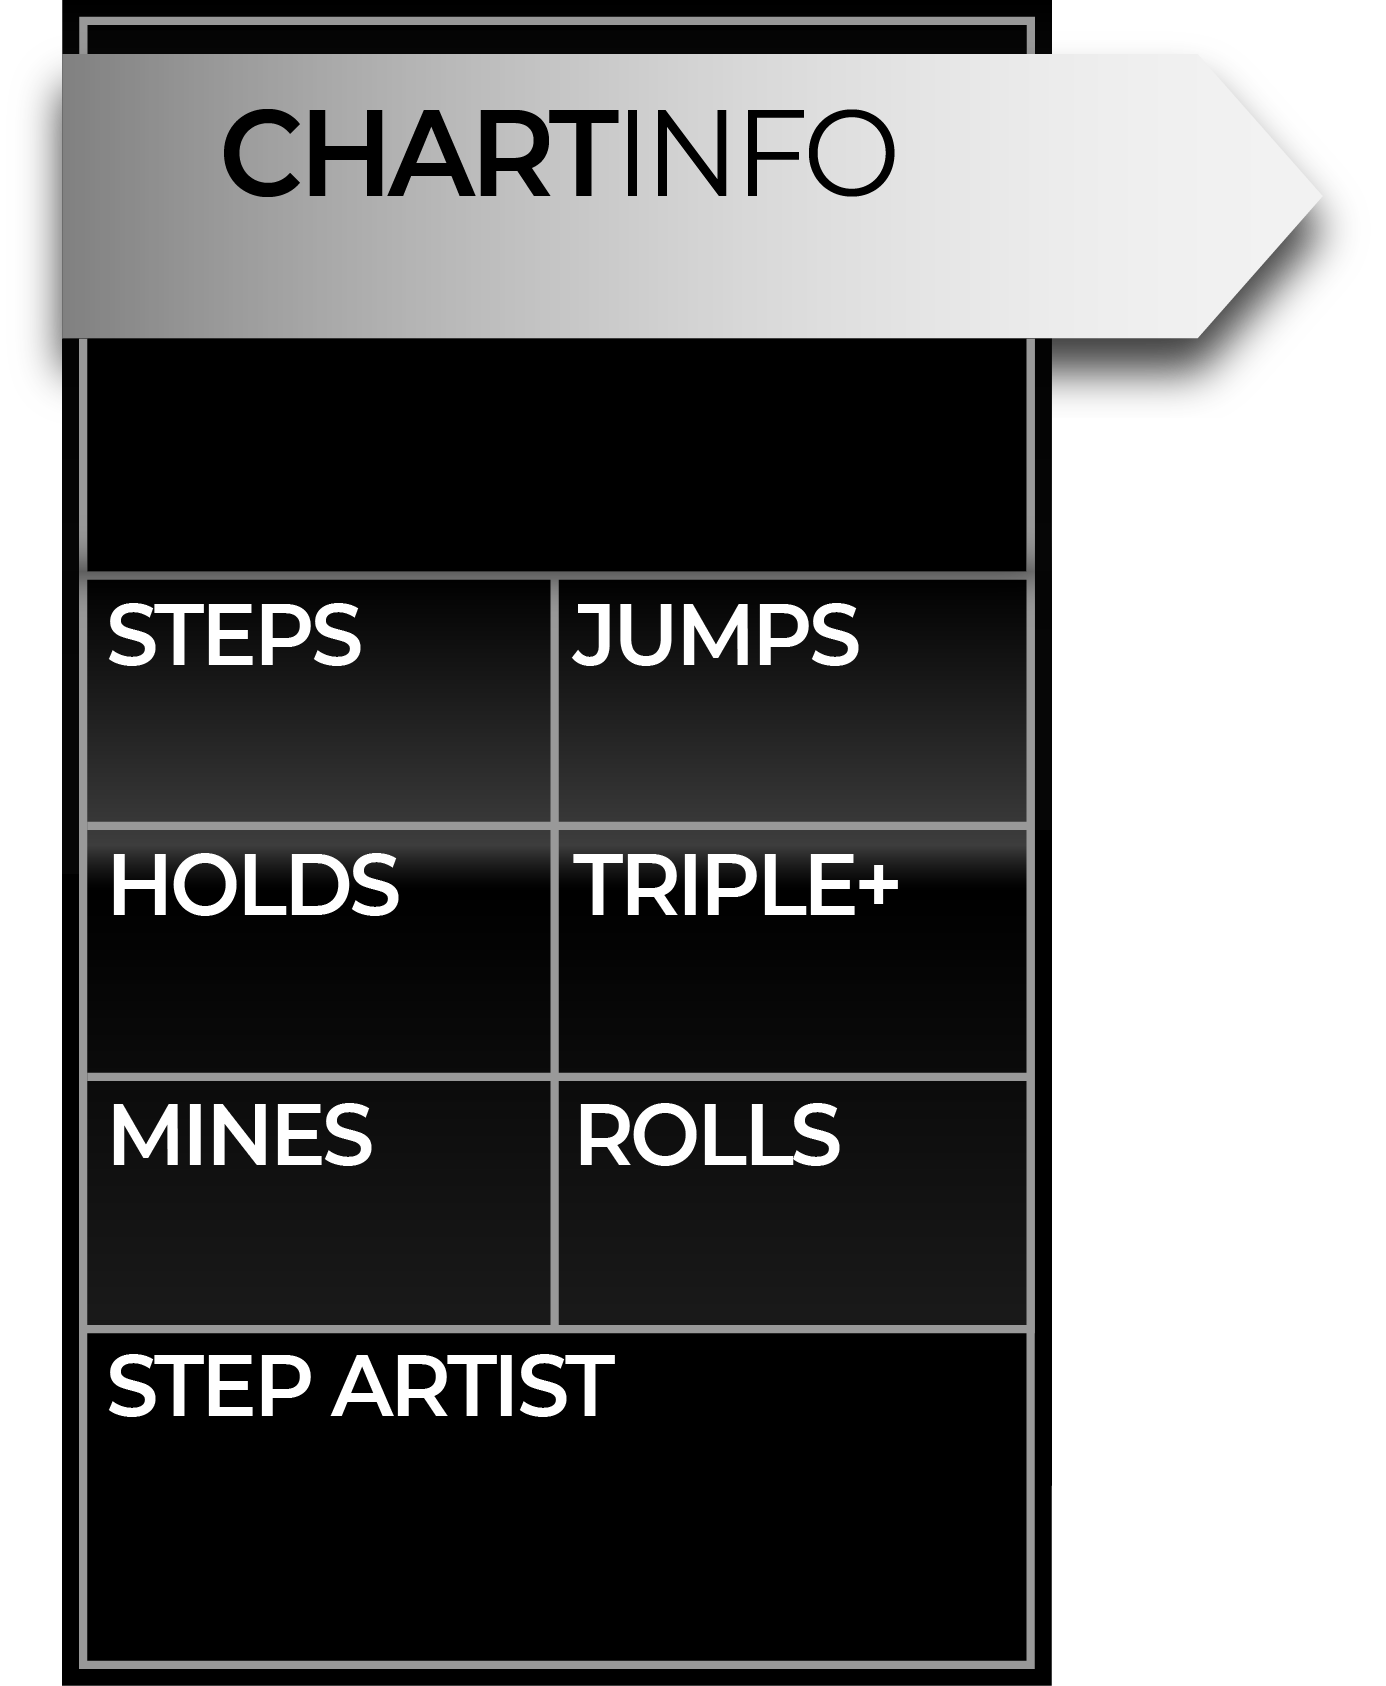 CHARTINFO
STEPS JUMPS
HOLDS TRIPLE+
MINES ROLLS
STEP ARTIST